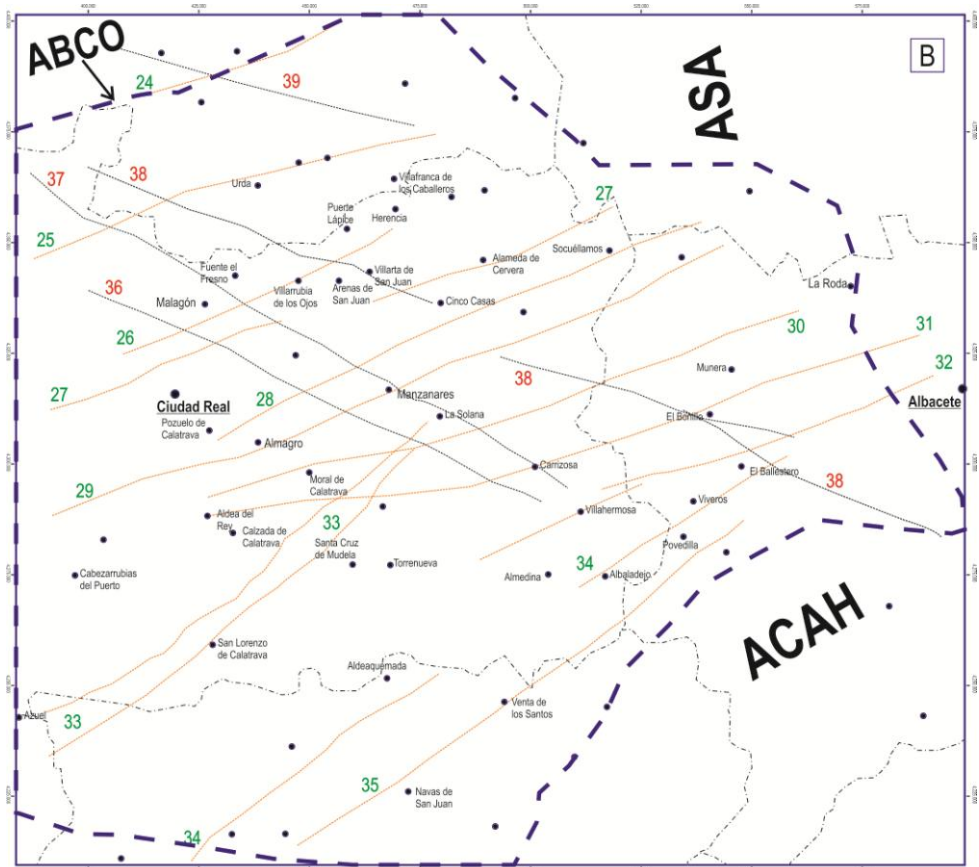 400.000
ABCO
B
ASA
24
39
37
38
Urda
Villafranca de
los Caballeros
27
Puerto
Lápice
Herencia
25
Socuéllamos
Alameda de
Cervera
Fuente el
Fresno
Villarta de
San Juan
36
Villarrubia
de los Ojos
Arenas de
San Juan
La Roda
Malagón
Cinco Casas
26
30
31
32
27
28
38
Munera
Ciudad Real
Manzanares
Albacete
Pozuelo de
Calatrava
La Solana
El Bonillo
Almagro
Carrizosa
El Ballestero
29
Moral de
Calatrava
38
33
Villahermosa
Viveros
Aldea del
Rey
Calzada de
Calatrava
Santa Cruz
de Mudela
34
Povedilla
Torrenueva
Almedina
Albaladejo
Cabezarrubias
del Puerto
ACAH
San Lorenzo
de Calatrava
Aldeaquemada
Azuel
33
Venta de
los Santos
35
Navas de
San Juan
34